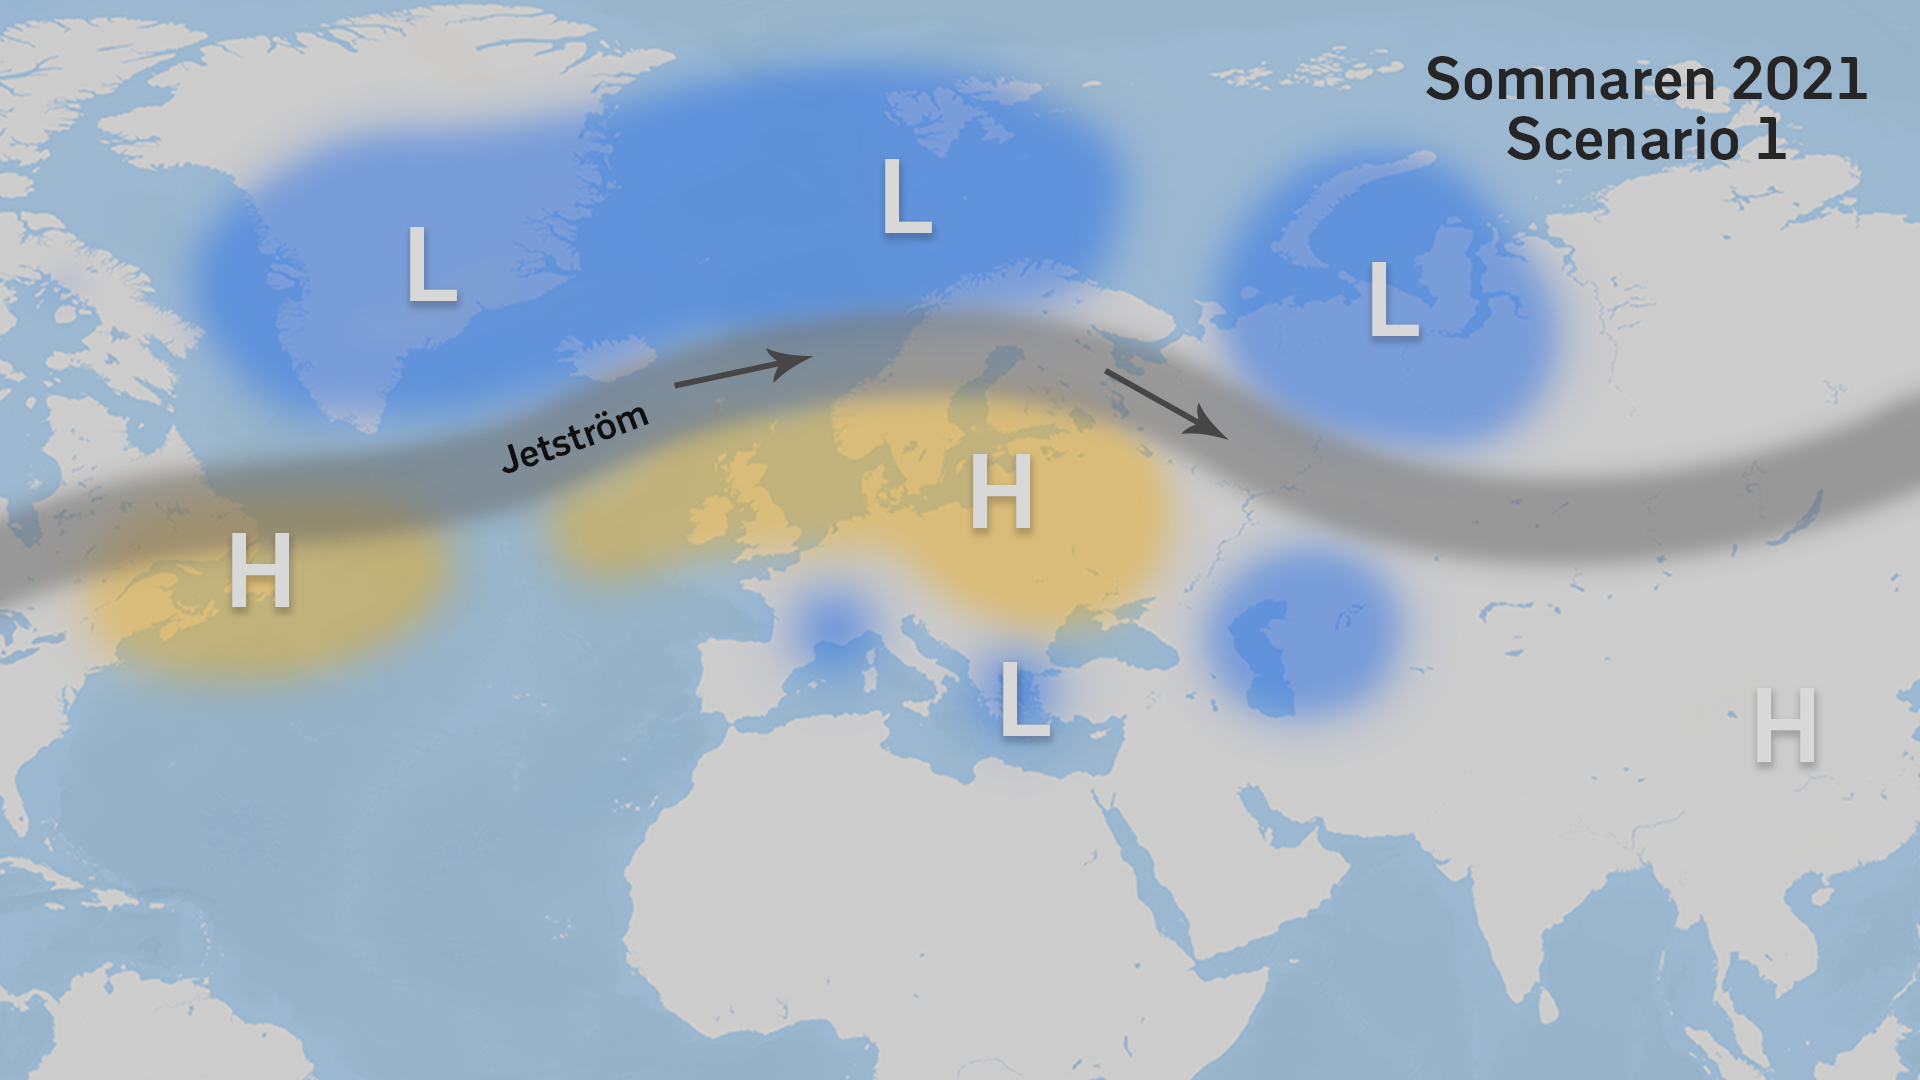 Sommaren 2021
Scenario 1
L
L
L
Jetström
H
H
L
H